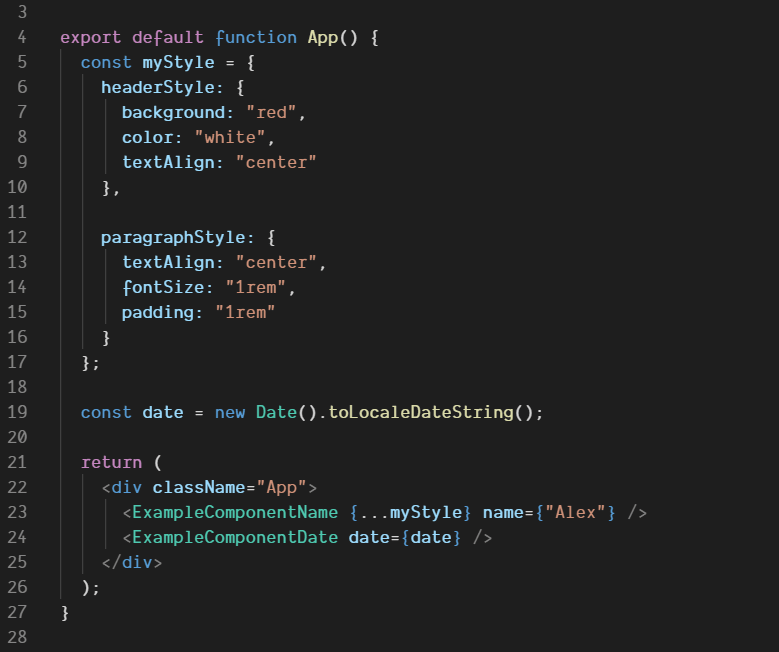 3
4 export default function App() {
5 const myStyle = {
6 headerStyle: {
7 background: "red",
8 color: "white",
9 textAlign: "center"
10 },
11
12 paragraphStyle: {
13 textAlign: "center",
14 fontSize: "1rem",
15 padding: "1rem"
16 }
17 };
18
19 const date = new Date().toLocaleDateString();
20
21 return (
22 <div className="App">
23 <ExampleComponentName {...myStyle} name={"Alex"} />
24 <ExampleComponentDate date={date} />
25 </div>
26 );
27 }
28